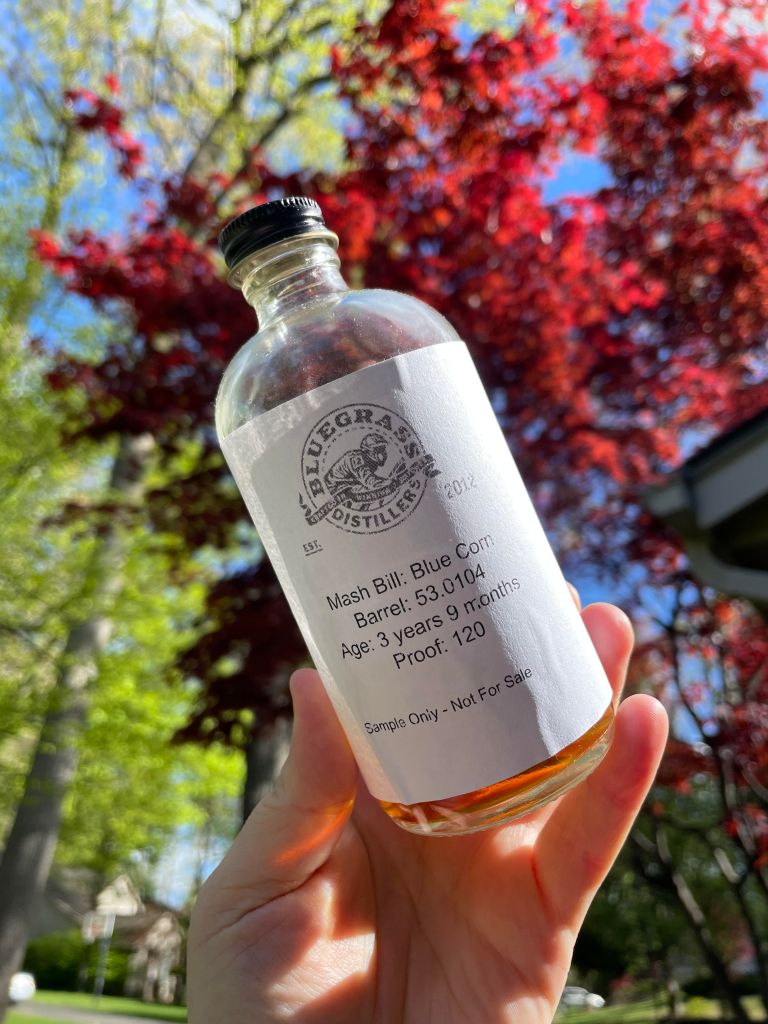 BLUEGRASS
DISTILLERS
EST.
2012
Mash Bill: Blue Corn
Barrel: 53.0104
Age: 3 years 9 months
Proof: 120
Sample Only - Not For Sale